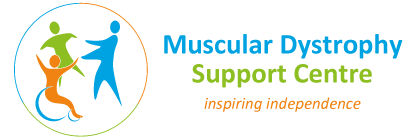 Muscular Dystrophy
Support Centre
inspiring independence